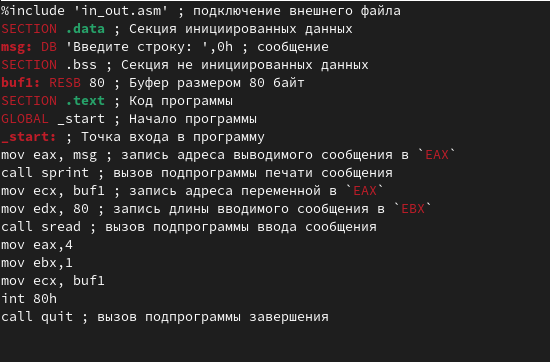 %include 'in_out.asm' ; подключение внешнего файла
SECTION .data ; Секция инициированных данных
msg: DB 'Введите строку: ',0h ; сообщение
SECTION .bss ; Секция не инициированных данных
buf1: RESB 80 ; Буфер размером 80 байт
SECTION .text ; Код программы
GLOBAL _start ; Начало программы
_start: ; Точка входа в программу
mov eax, msg ; запись адреса выводимого сообщения в `EAX`
call sprint ; вызов подпрограммы печати сообщения
mov ecx, buf1 ; запись адреса переменной в `EAX`
mov edx, 80 ; запись длины вводимого сообщения в `EBX`
call sread ; вызов подпрограммы ввода сообщения
mov eax,4
mov ebx,1
mov ecx, buf1
int 80h
call quit ; вызов подпрограммы завершения